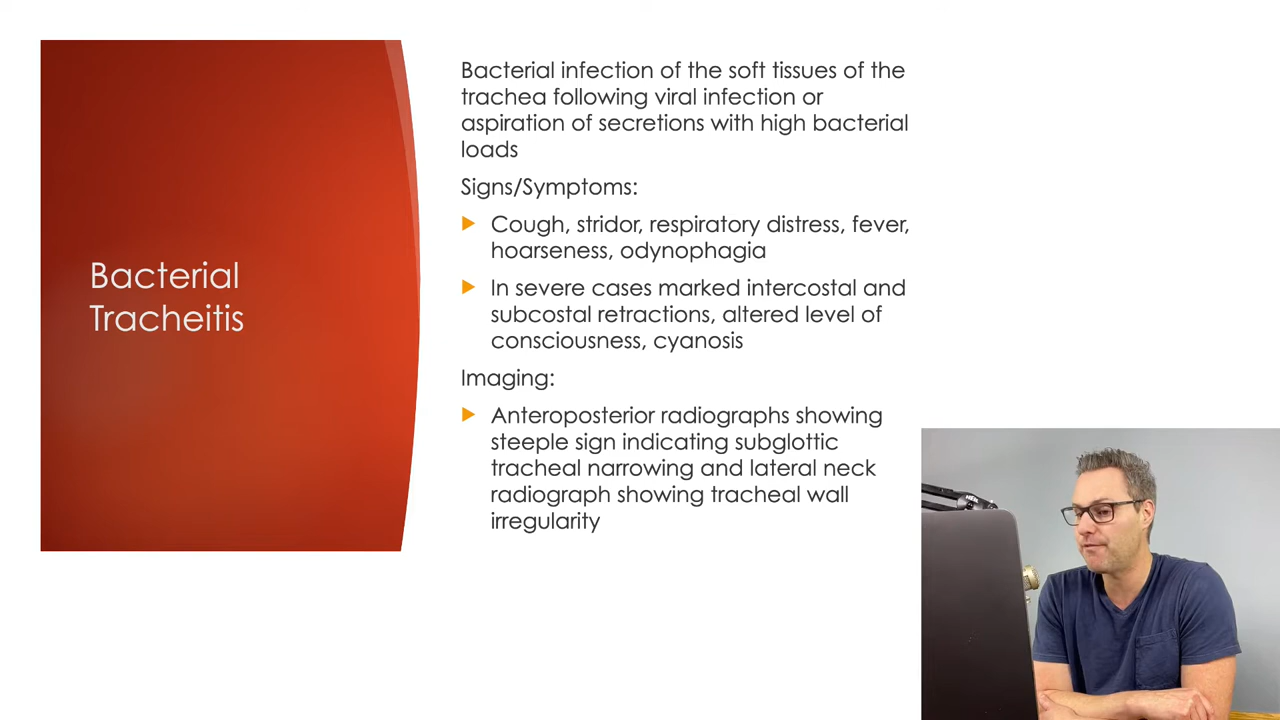 Bacterial
Tracheitis
Bacterial infection of the soft tissues of the
trachea following viral infection or
aspiration of secretions with high bacterial
loads
Signs/Symptoms:
Cough, stridor, respiratory distress, fever,
hoarseness, odynophagia
In severe cases marked intercostal and
subcostal retractions, altered level of
consciousness, cyanosis
Imaging:
Anteroposterior radiographs showing
steeple sign indicating subglottic
tracheal narrowing and lateral neck
radiograph showing tracheal wall
irregularity